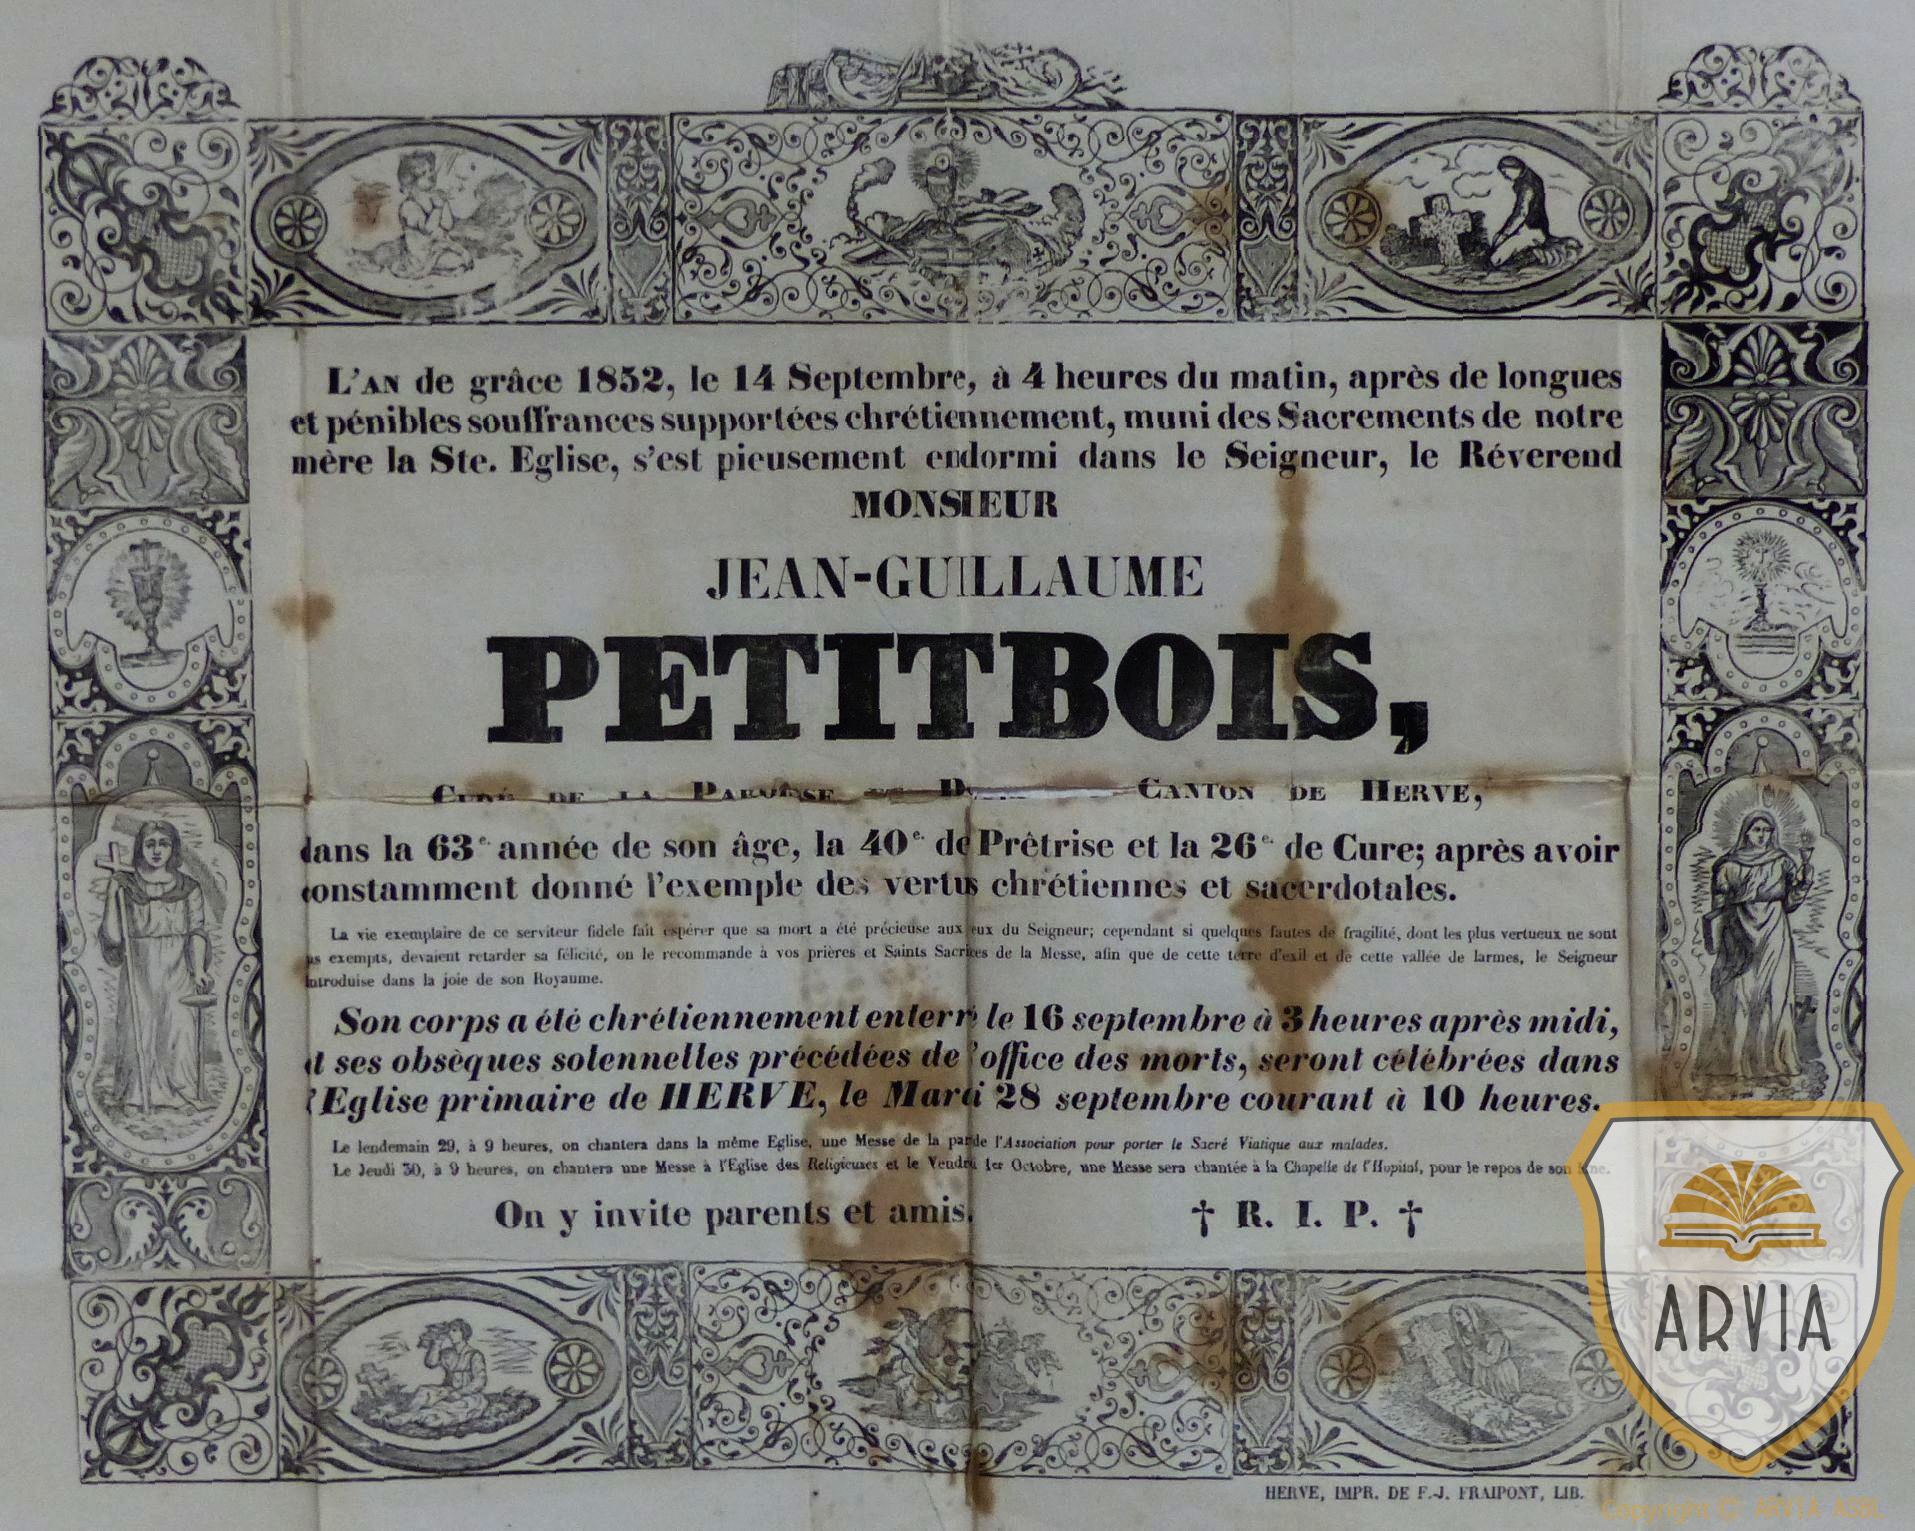 L'AN de grâce 1852, le 14 Septembre, à 4 heures du matin, après de longues
et pénibles souffrances supportées chrétiennement, muni des Sacrements de notre
mère la Ste. Eglise, s'est pieusement endormi dans le Seigneur, le Réverend
MONSIEUR
JEAN-GUILLAUME
PETITBOIS,
CURÉ DE LA PAROISSE CANTON DE HERVE,
dans la 63e. année de son âge, la 40e. de Prêtrise et la 26e. de Cure; après avoir
constamment donné l'exemple des vertus chrétiennes et sacerdotales.
La vie exemplaire de ce serviteur fidele fait espérer que sa mort a été précieuse aux yeux du Seigneur; cependant si quelques fautes de fragilité, dont les plus vertueux ne sont
pas exempts, devaient retarder sa félicité, on le recommande à vos prières et Saints Sacrifices de la Messe, afin que de cette terre d'exil et de cette vallée de larmes, le Seigneur
introduise dans la joie de son Royaume.
Son corps a été chrétiennement enterré le 16 septembre à 3 heures après midi,
et ses obsèques solennelles précédées de l'office des morts, seront célébrées dans
l'Eglise primaire de HERVE, le Mardi 28 septembre courant à 10 heures.
Le lendemain 29, à 9 heures, on chantera dans la même Eglise, une Messe de la part de l'Association pour porter le Sacré Viatique aux malades.
Le Jeudi 30, à 9 heures, on chantera une Messe à l'Eglise des Religieuses et le Vendredi 1er Octobre, une Messe sera chantée à la Chapelle de l'Hopital, pour le repos de son âme.
On y invite parents et amis. † R. I. P. †
HERVE, IMPR. DE F.-J. FRAIPONT, LIB.
ARVIA
Copyright © ARVIA ASBL